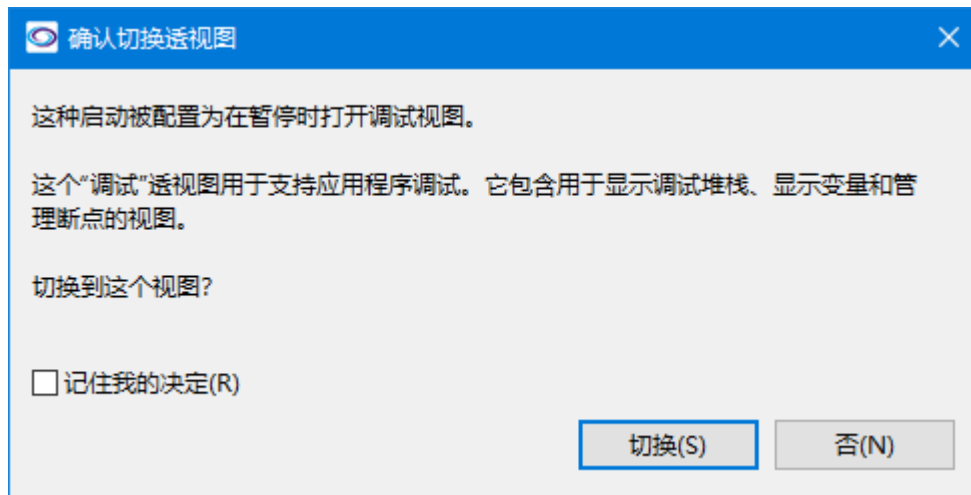 确认切换透视图
这种启动被配置为在暂停时打开调试视图。
这个“调试”透视图用于支持应用程序调试。它包含用于显示调试堆栈、显示变量和管
理断点的视图。
切换到这个视图?
记住我的决定(R)
切换(S)
否(N)